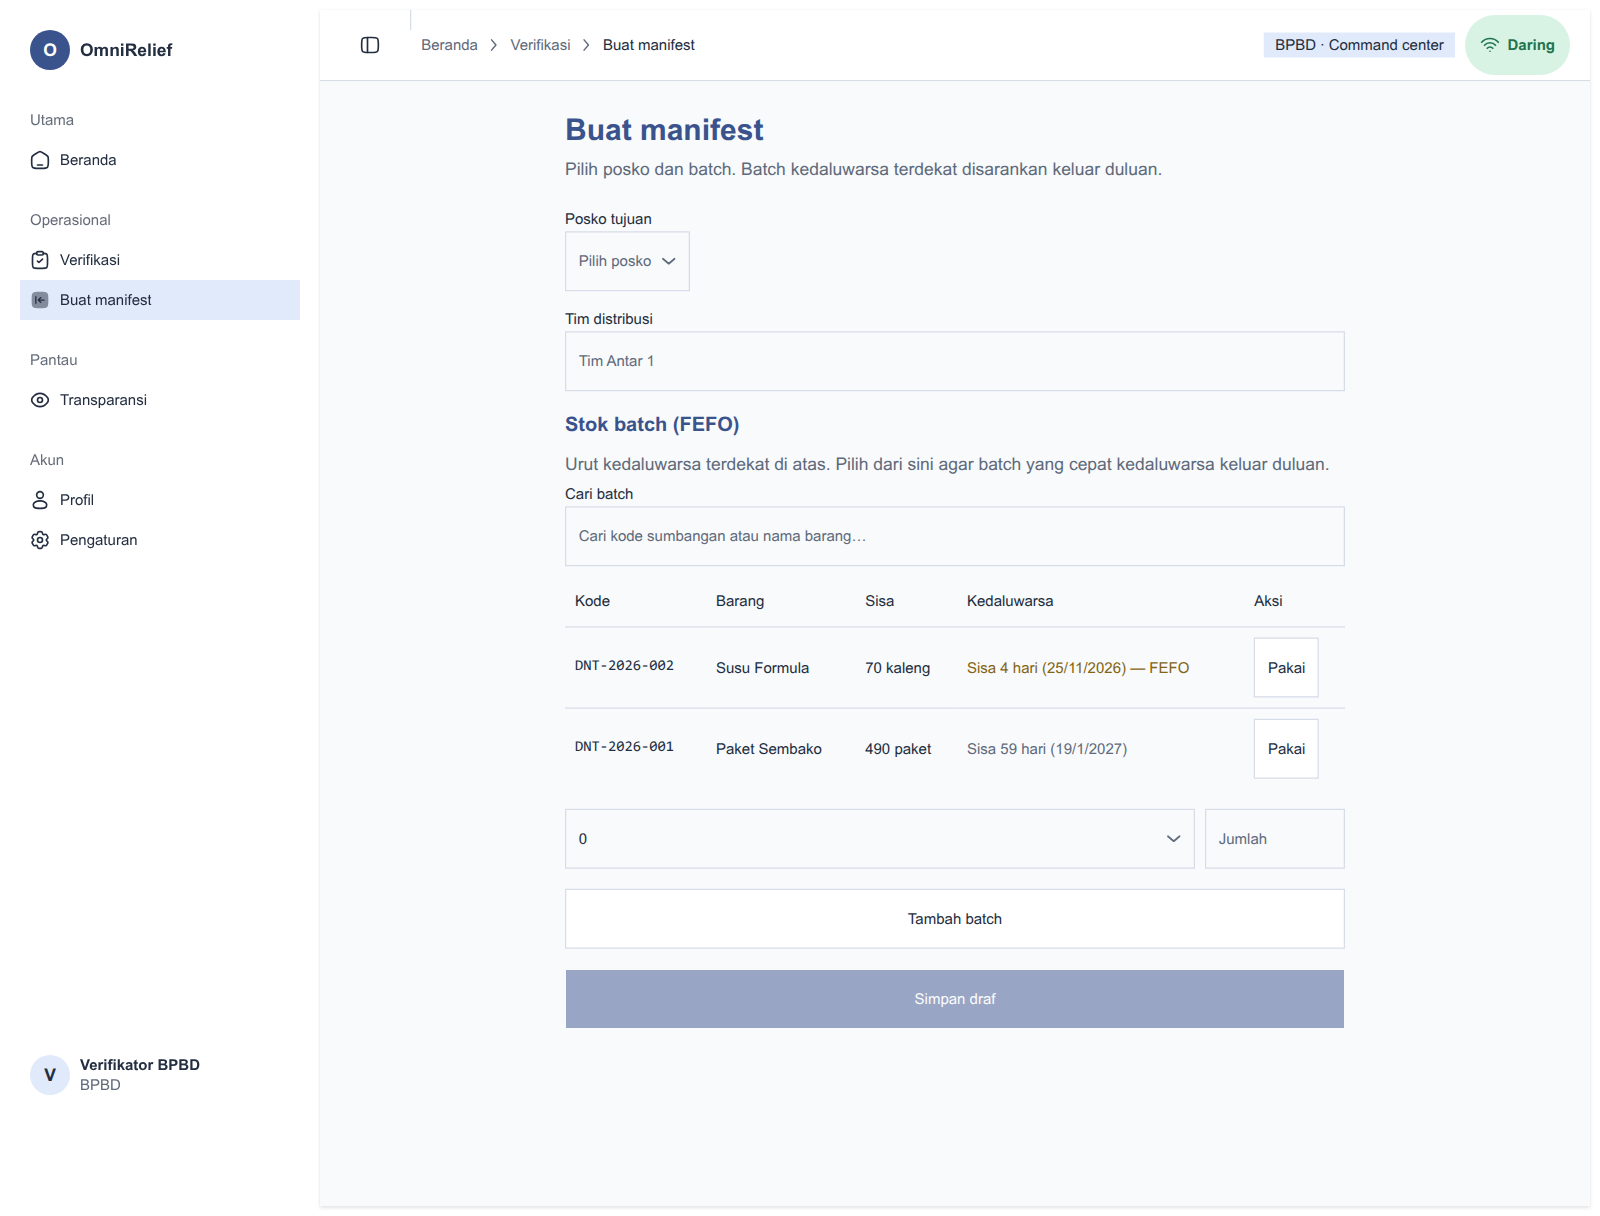 O OmniRelief
Utama
Beranda
Operasional
Verifikasi
Buat manifest
Pantau
Transparansi
Akun
Profil
Pengaturan
V Verifikator BPBD
BPBD
Beranda Verifikasi Buat manifest
BPBD · Command center Daring
Buat manifest
Pilih posko dan batch. Batch kedaluwarsa terdekat disarankan keluar duluan.
Posko tujuan
Pilih posko
Tim distribusi
Tim Antar 1
Stok batch (FEFO)
Urut kedaluwarsa terdekat di atas. Pilih dari sini agar batch yang cepat kedaluwarsa keluar duluan.
Cari batch
Cari kode sumbangan atau nama barang…
Kode Barang Sisa Kedaluwarsa Aksi
DNT-2026-002 Susu Formula 70 kaleng Sisa 4 hari (25/11/2026) — FEFO Pakai
DNT-2026-001 Paket Sembako 490 paket Sisa 59 hari (19/1/2027) Pakai
0 Jumlah
Tambah batch
Simpan draf